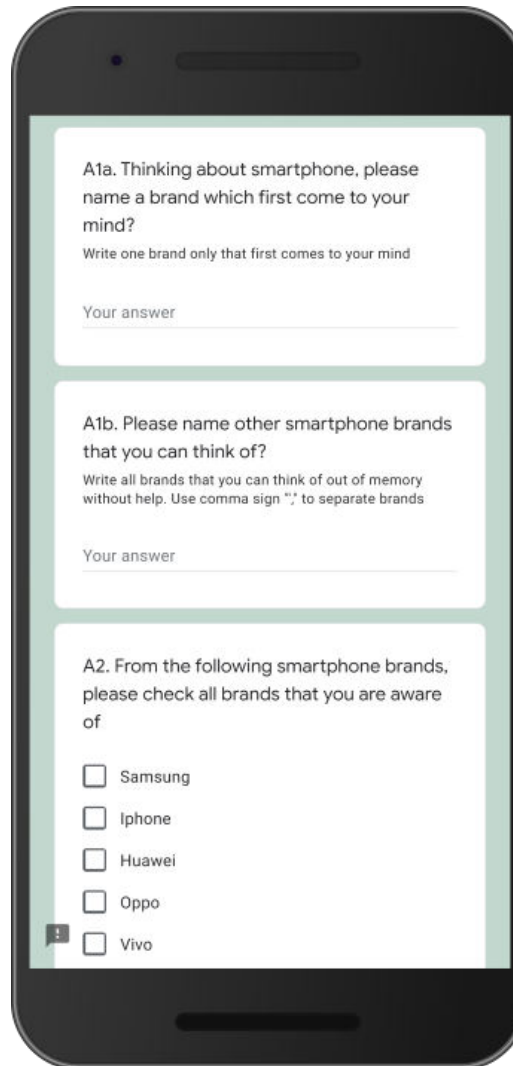 A1a. Thinking about smartphone, please
name a brand which first come to your
mind?
Write one brand only that first comes to your mind
Your answer
A1b. Please name other smartphone brands
that you can think of?
Write all brands that you can think of out of memory
without help. Use comma sign "," to separate brands
Your answer
A2. From the following smartphone brands,
please check all brands that you are aware
of
Samsung
Iphone
Huawei
Oppo
Vivo